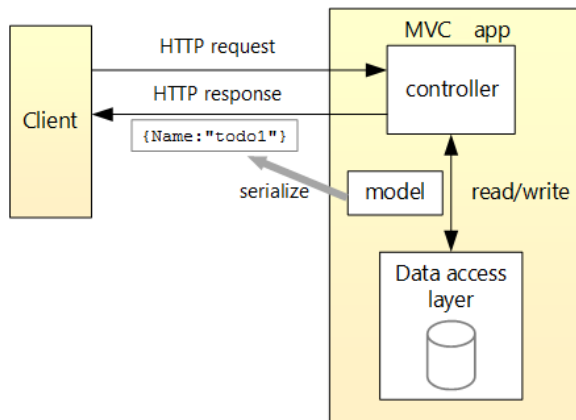 MVC app
HTTP request
controller
HTTP response
Client
{Name:"todo1"}
serialize
model
read/write
Data access
layer